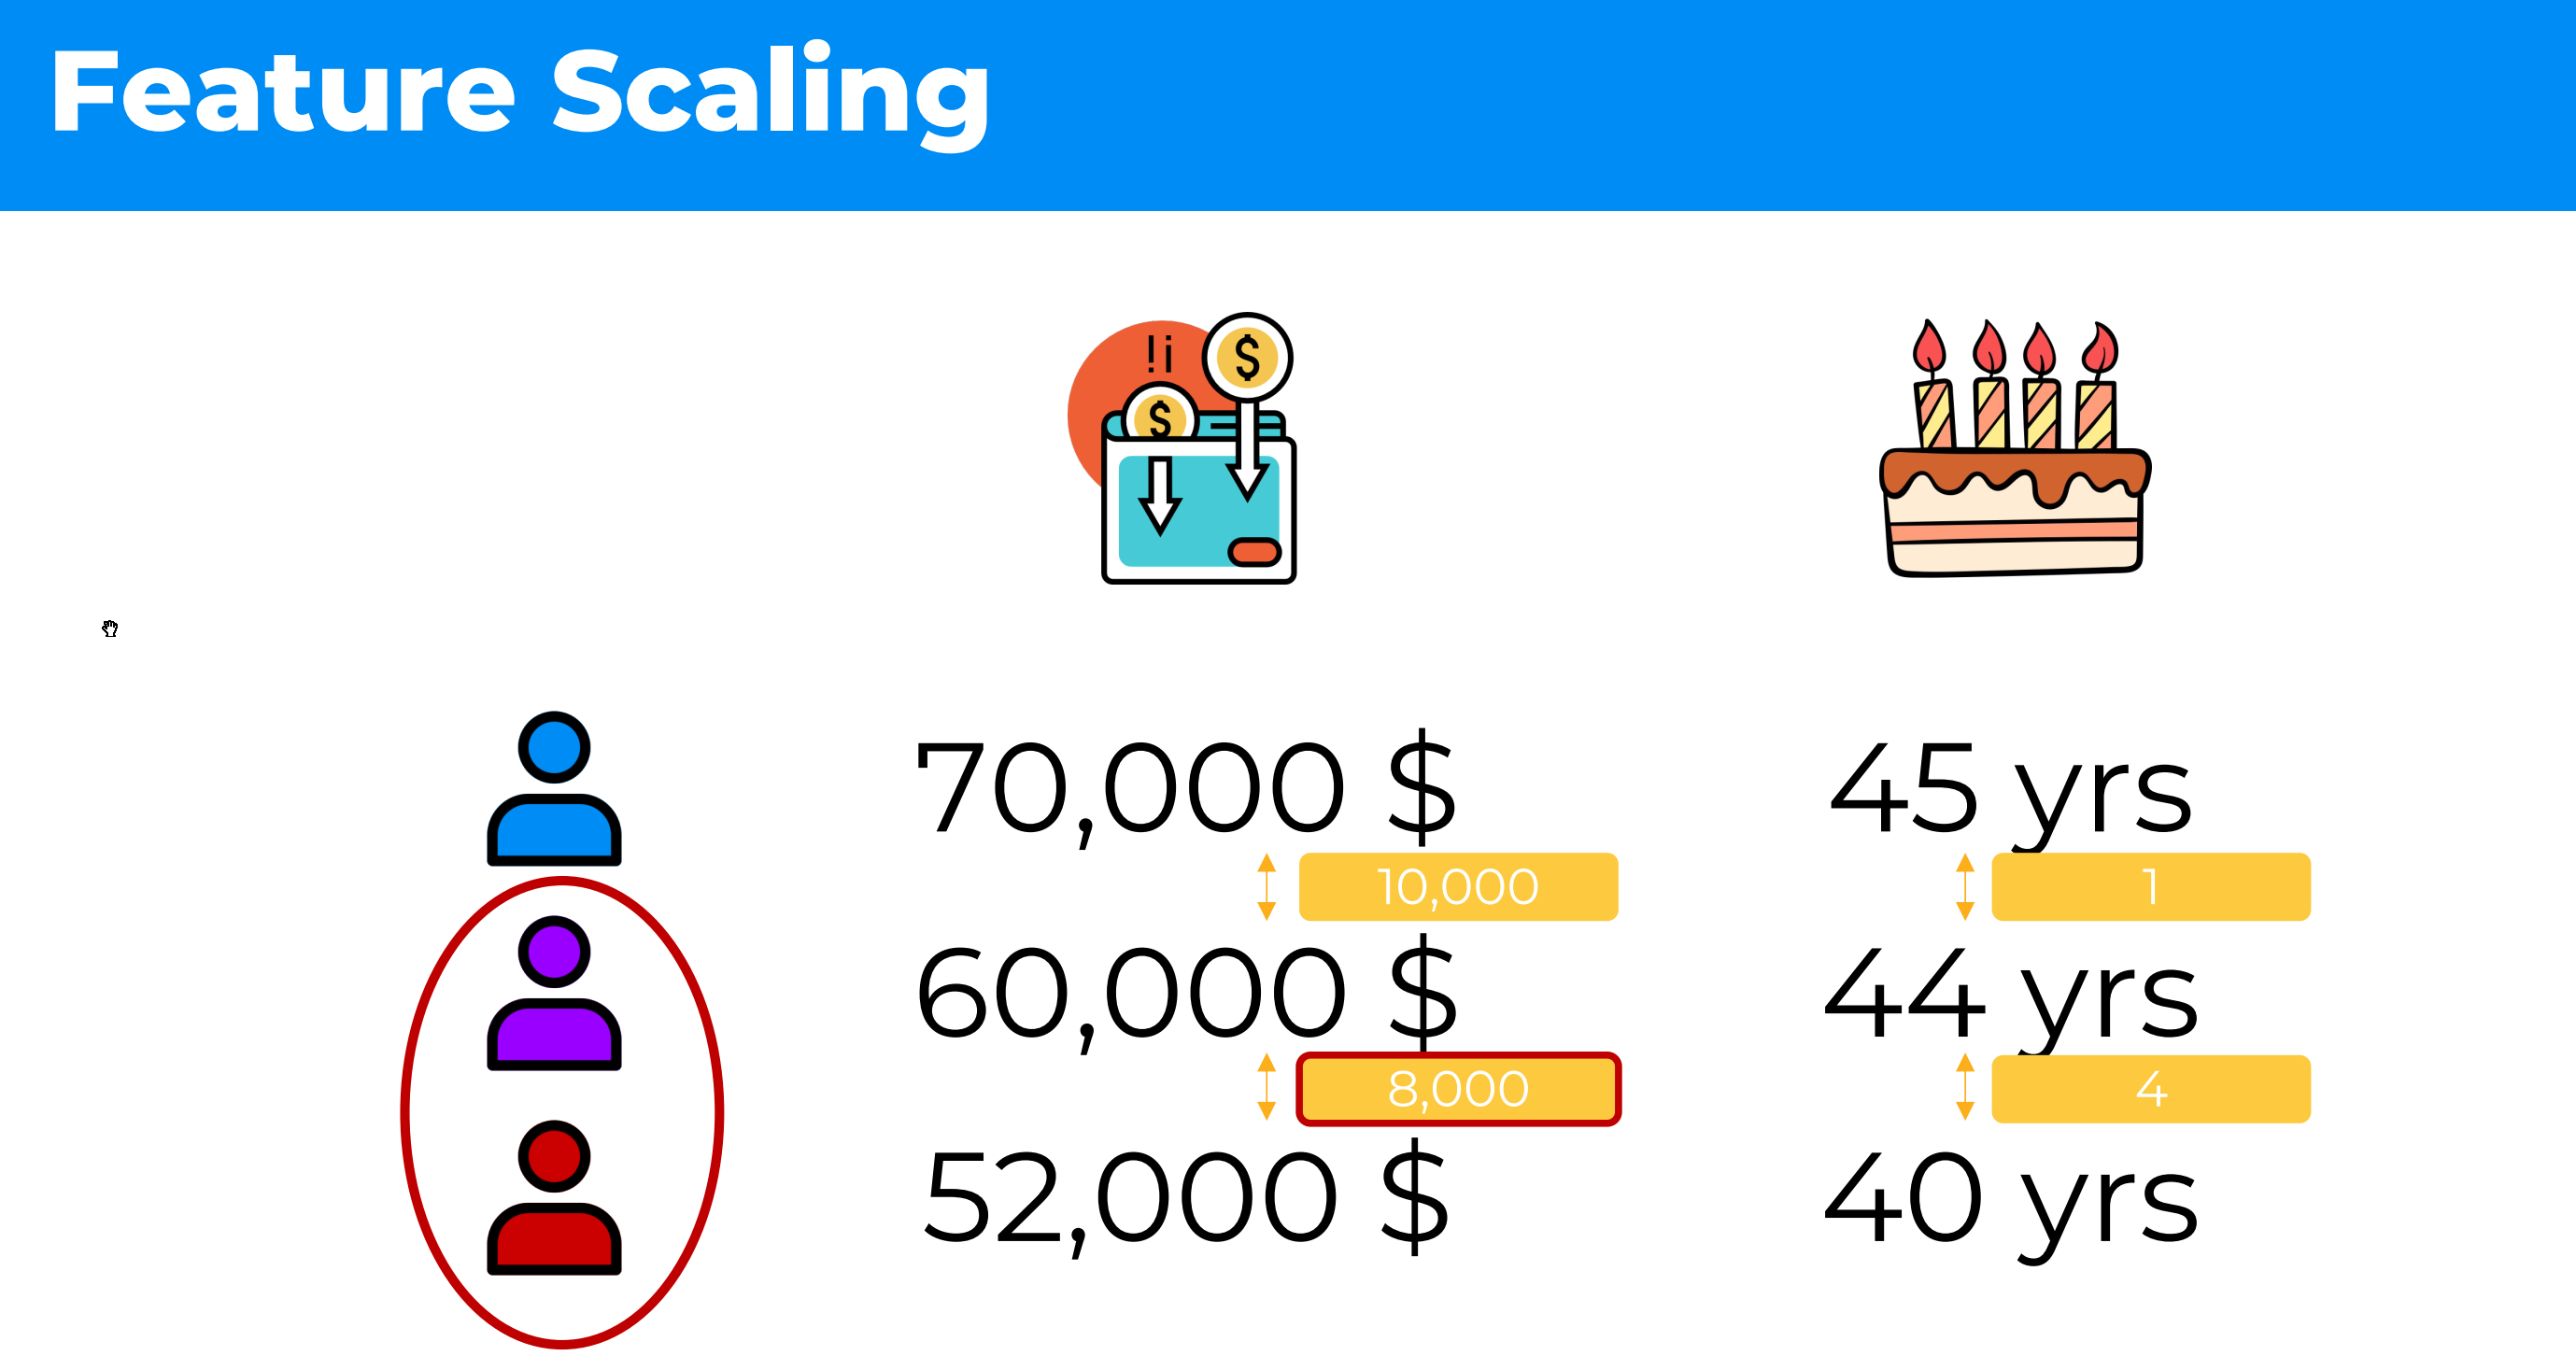 Feature Scaling
!i
$
$
70,000 $
45 yrs
10,000
1
60,000 $
44 yrs
8,000
4
52,000 $
40 yrs